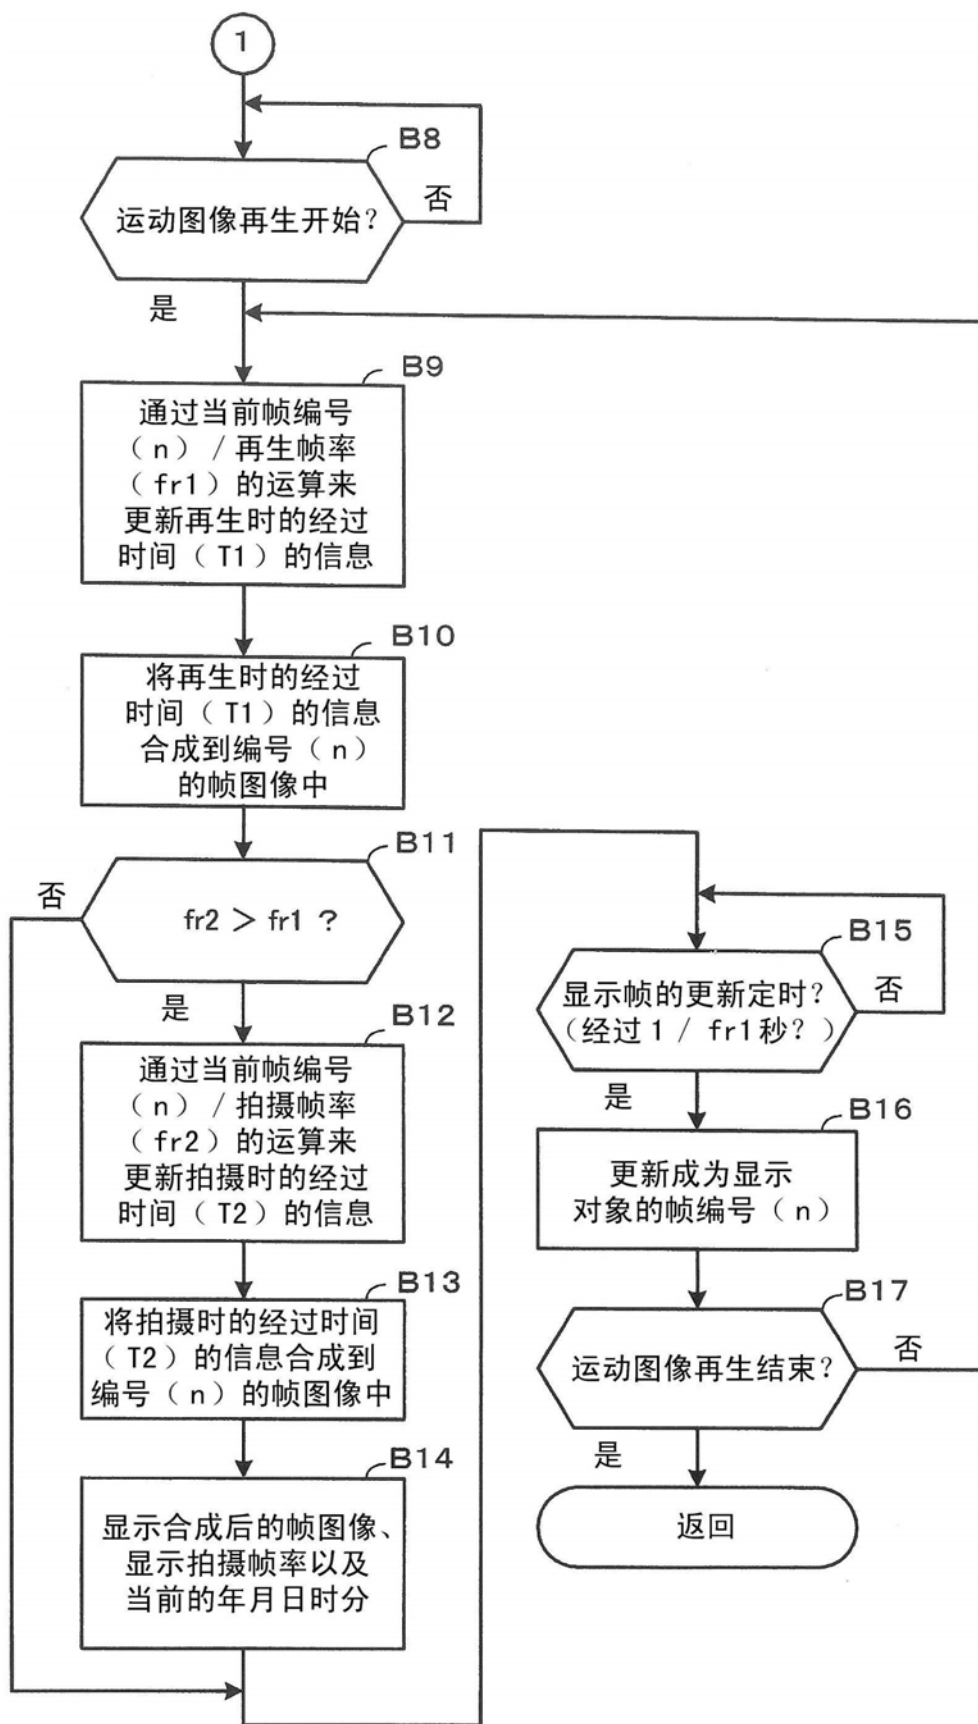 1
B8
运动图像再生开始？
否
是
B9
通过当前帧编号
（n）/再生帧率
（fr1）的运算来
更新再生时的经过
时间（T1）的信息
B10
将再生时的经过
时间（T1）的信息
合成到编号（n）
的帧图像中
B11
否
fr2 ＞ fr1 ？
是
B12
通过当前帧编号
（n）/拍摄帧率
（fr2）的运算来
更新拍摄时的经过
时间（T2）的信息
B13
将拍摄时的经过时间
（T2）的信息合成到
编号（n）的帧图像中
B14
显示合成后的帧图像、
显示拍摄帧率以及
当前的年月日时分
B15
显示帧的更新定时？
（经过1 / fr1秒？）
否
是
B16
更新成为显示
对象的帧编号（n）
B17
运动图像再生结束？
否
是
返回